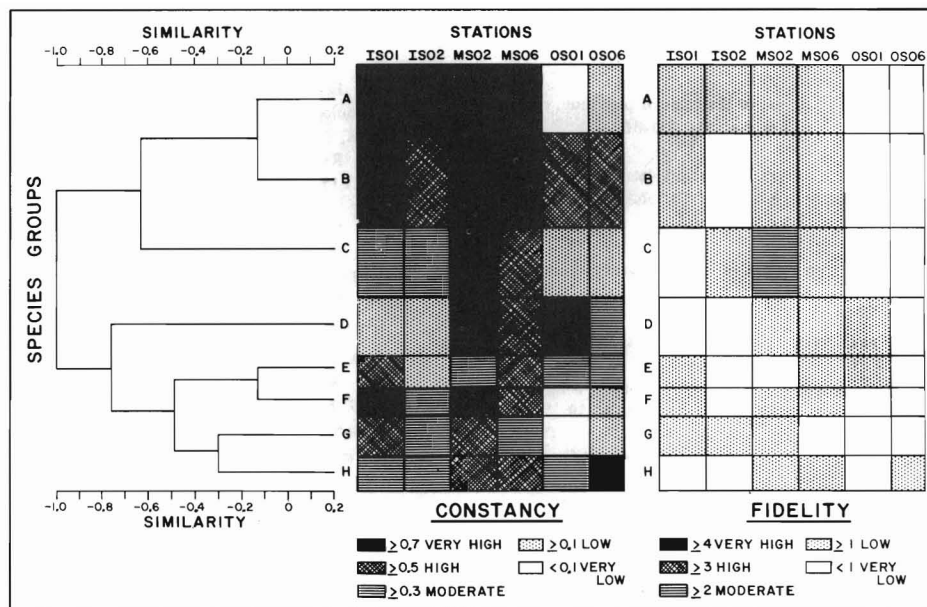 SIMILARITY
-1.0 -0.8 -0.6 -0.4 -0.2 0 0.2
SPECIES GROUPS
A
B
C
D
E
F
G
H
-1.0 -0.8 -0.6 -0.4 -0.2 0 0.2
SIMILARITY
STATIONS
IS01 IS02 MS02 MS06 OS01 OS06
CONSTANCY
≥0.7 VERY HIGH
≥0.5 HIGH
≥0.3 MODERATE
≥0.1 LOW
<0.1 VERY LOW
STATIONS
IS01 IS02 MS02 MS06 OS01 OS06
A
B
C
D
E
F
G
H
FIDELITY
≥4 VERY HIGH
≥3 HIGH
≥2 MODERATE
≥1 LOW
<1 VERY LOW